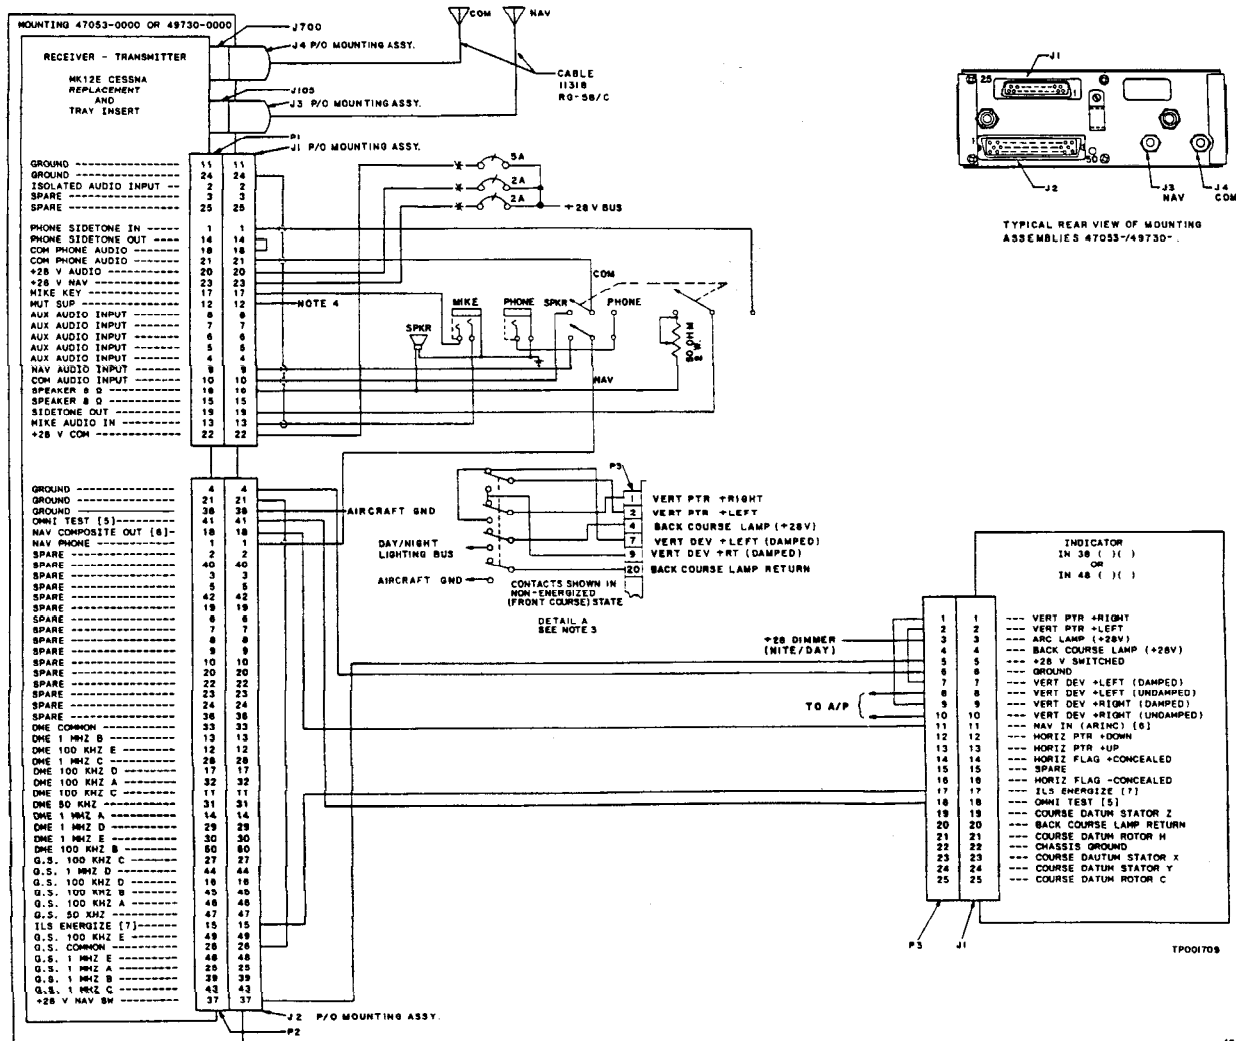 MOUNTING 47053-0000 OR 49730-0000
J700
J4 P/O MOUNTING ASSY.
COM
NAV
RECEIVER - TRANSMITTER
MK12E CESSNA
REPLACEMENT
AND
TRAY INSERT
J105
J3 P/O MOUNTING ASSY.
CABLE
11318
RG-58/C
P1
J1 P/O MOUNTING ASSY.
GROUND 11 11
GROUND 24 24
ISOLATED AUDIO INPUT 2 2
SPARE 3 3
SPARE 25 25
PHONE SIDETONE IN 1 1
PHONE SIDETONE OUT 14 14
COM PHONE AUDIO 18 18
COM PHONE AUDIO 21 21
+28 V AUDIO 20 20
+28 V NAV 23 23
MIKE KEY 17 17
MUT SUP 12 12
AUX AUDIO INPUT 8 8
AUX AUDIO INPUT 7 7
AUX AUDIO INPUT 6 6
AUX AUDIO INPUT 5 5
AUX AUDIO INPUT 4 4
NAV AUDIO INPUT 9 9
COM AUDIO INPUT 10 10
SPEAKER 8 Ω 16 16
SPEAKER 8 Ω 15 15
SIDETONE OUT 19 19
MIKE AUDIO IN 13 13
+28 V COM 22 22
5A
2A
2A
+28 V BUS
NOTE 4
SPKR
MIKE
PHONE
COM
SPKR
PHONE
NAV
50 OHM
2 W.
J1
25
1
1
50
J2
J3
NAV
J4
COM
TYPICAL REAR VIEW OF MOUNTING
ASSEMBLIES 47053-/49730-.
GROUND 4 4
GROUND 21 21
GROUND 38 38
OMNI TEST [5] 41 41
NAV COMPOSITE OUT [6] 18 18
NAV PHONE 1 1
SPARE 2 2
SPARE 40 40
SPARE 3 3
SPARE 5 5
SPARE 42 42
SPARE 19 19
SPARE 6 6
SPARE 7 7
SPARE 8 8
SPARE 9 9
SPARE 10 10
SPARE 20 20
SPARE 22 22
SPARE 23 23
SPARE 24 24
SPARE 36 36
DME COMMON 33 33
DME 1 MHZ B 13 13
DME 100 KHZ E 12 12
DME 1 MHZ C 28 28
DME 100 KHZ D 17 17
DME 100 KHZ A 32 32
DME 100 KHZ C 11 11
DME 50 KHZ 31 31
DME 1 MHZ A 14 14
DME 1 MHZ D 29 29
DME 1 MHZ E 30 30
DME 100 KHZ B 50 50
G.S. 100 KHZ C 27 27
G.S. 1 MHZ D 44 44
G.S. 100 KHZ D 16 16
G.S. 100 KHZ B 45 45
G.S. 100 KHZ A 46 46
G.S. 50 KHZ 47 47
ILS ENERGIZE [7] 15 15
G.S. 100 KHZ E 49 49
G.S. COMMON 26 26
G.S. 1 MHZ E 48 48
G.S. 1 MHZ A 25 25
G.S. 1 MHZ B 39 39
G.S. 1 MHZ C 43 43
+28 V NAV SW 37 37
J2 P/O MOUNTING ASSY.
P2
AIRCRAFT GND
DAY/NIGHT
LIGHTING BUS
AIRCRAFT GND
P3
1 VERT PTR +RIGHT
2 VERT PTR +LEFT
4 BACK COURSE LAMP (+28V)
7 VERT DEV +LEFT (DAMPED)
9 VERT DEV +RT (DAMPED)
20 BACK COURSE LAMP RETURN
CONTACTS SHOWN IN
NON-ENERGIZED
(FRONT COURSE) STATE
DETAIL A
SEE NOTE 3
INDICATOR
IN 38 ( )( )
OR
IN 48 ( )( )
+28 DIMMER
(NITE/DAY)
TO A/P
1 1 VERT PTR +RIGHT
2 2 VERT PTR +LEFT
3 3 ARC LAMP (+28V)
4 4 BACK COURSE LAMP (+28V)
5 5 +28 V SWITCHED
6 6 GROUND
7 7 VERT DEV +LEFT (DAMPED)
8 8 VERT DEV +LEFT (UNDAMPED)
9 9 VERT DEV +RIGHT (DAMPED)
10 10 VERT DEV +RIGHT (UNDAMPED)
11 11 NAV IN (ARINC) [6]
12 12 HORIZ PTR +DOWN
13 13 HORIZ PTR +UP
14 14 HORIZ FLAG +CONCEALED
15 15 SPARE
16 16 HORIZ FLAG -CONCEALED
17 17 ILS ENERGIZE [7]
18 18 OMNI TEST [5]
19 19 COURSE DATUM STATOR Z
20 20 BACK COURSE LAMP RETURN
21 21 COURSE DATUM ROTOR H
22 22 CHASSIS GROUND
23 23 COURSE DAUTUM STATOR X
24 24 COURSE DATUM STATOR Y
25 25 COURSE DATUM ROTOR C
P3
J1
TP001709